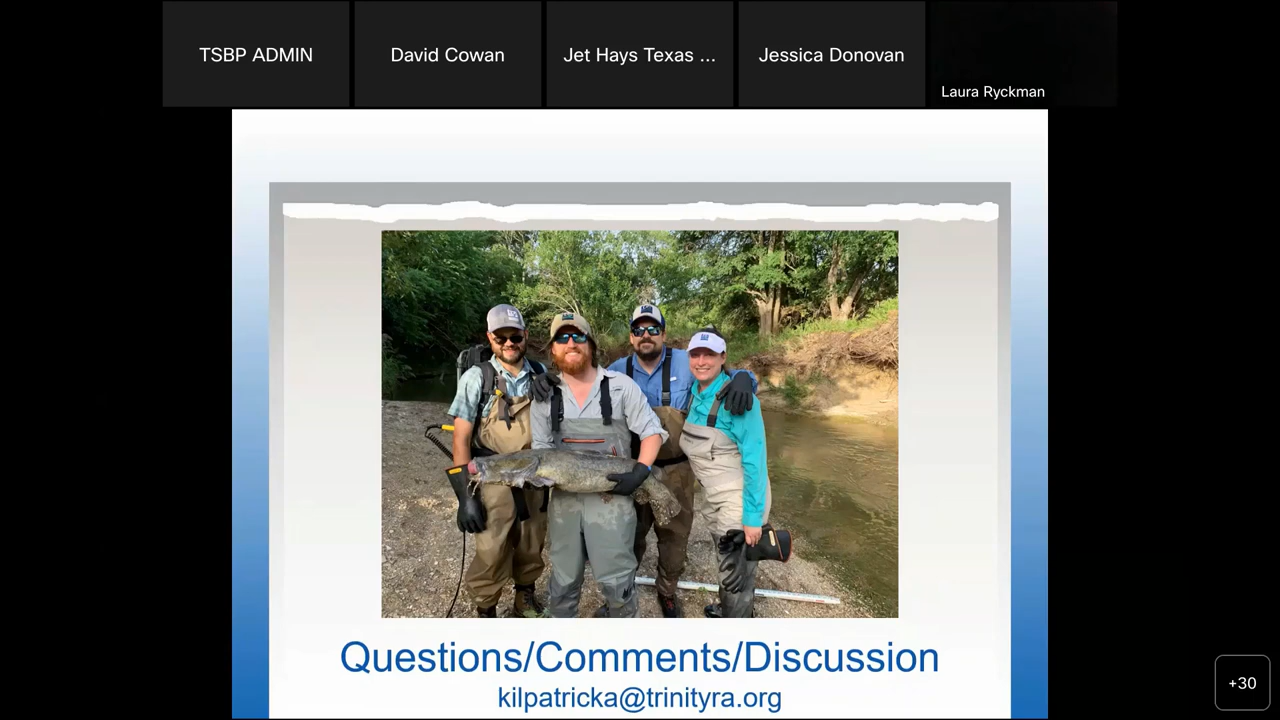 TSBP ADMIN
David Cowan
Jet Hays Texas ...
Jessica Donovan
Laura Ryckman
Questions/Comments/Discussion
kilpatricka@trinityra.org
+30